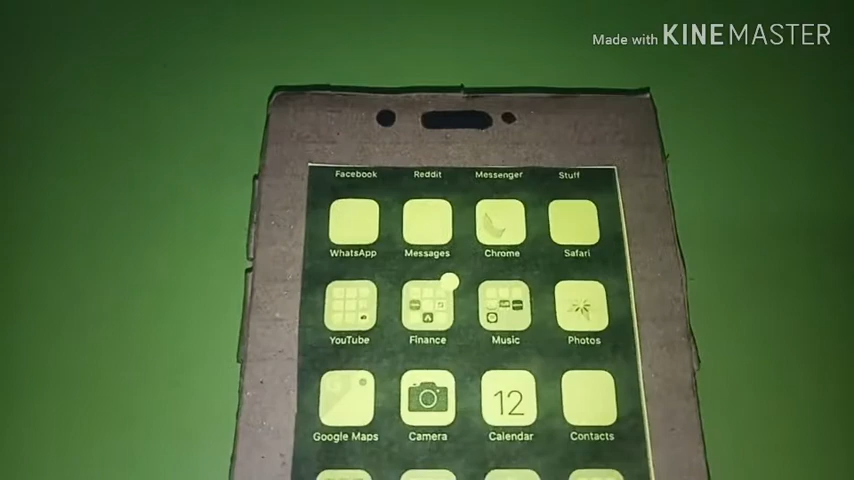 Made with KINEMASTER
Facebook Reddit Messenger Stuff
WhatsApp Messages Chrome Safari
YouTube Finance Music Photos
12
Google Maps Camera Calendar Contacts